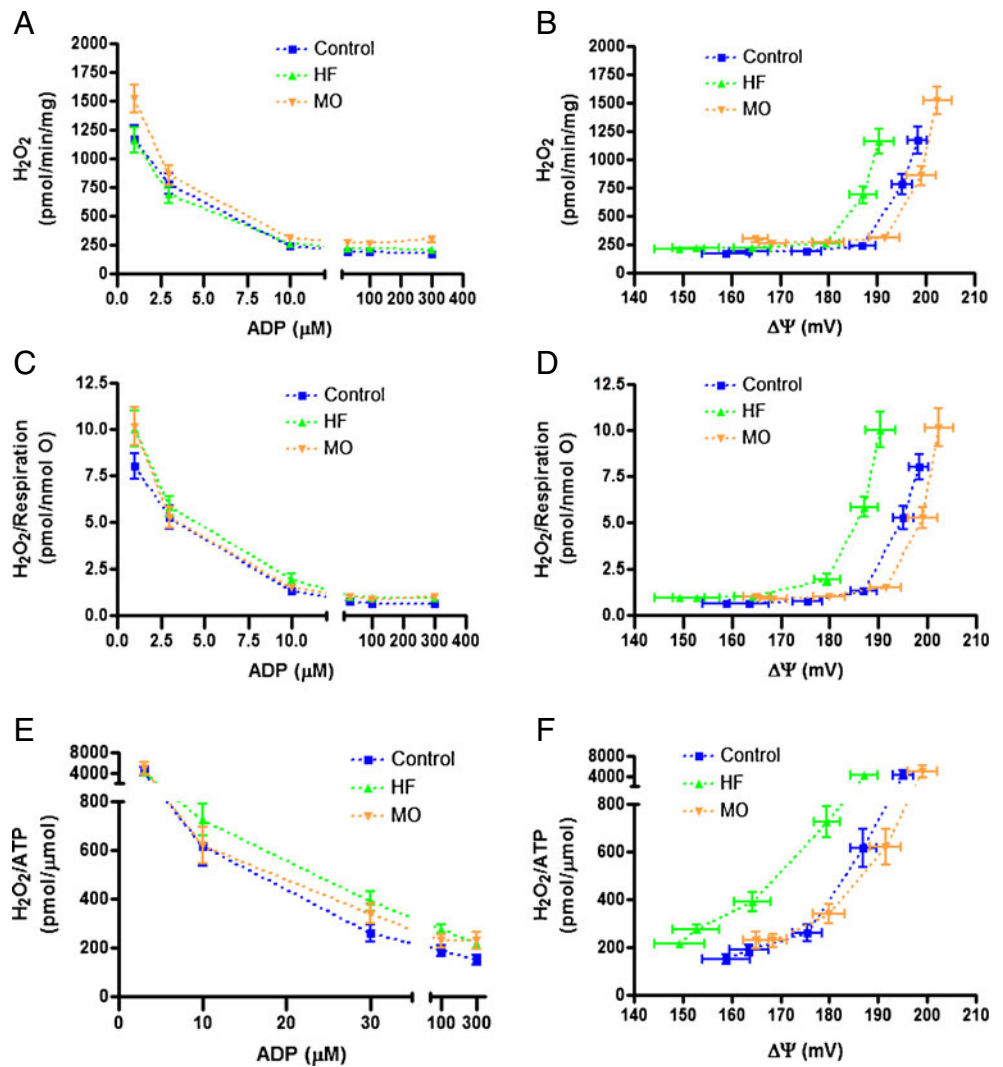 A
Control
HF
MO
2000
1750
1500
1250
1000
750
500
250
0
H2O2
(pmol/min/mg)
0.0 2.5 5.0 7.5 10.0 100 200 300 400
ADP (μM)
B
Control
HF
MO
2000
1750
1500
1250
1000
750
500
250
0
H2O2
(pmol/min/mg)
140 150 160 170 180 190 200 210
ΔΨ (mV)
C
Control
HF
MO
12.5
10.0
7.5
5.0
2.5
0.0
H2O2/Respiration
(pmol/nmol O)
0.0 2.5 5.0 7.5 10.0 100 200 300 400
ADP (μM)
D
Control
HF
MO
12.5
10.0
7.5
5.0
2.5
0.0
H2O2/Respiration
(pmol/nmol O)
140 150 160 170 180 190 200 210
ΔΨ (mV)
E
Control
HF
MO
8000
4000
800
600
400
200
0
H2O2/ATP
(pmol/μmol)
0 10 20 30 100 300
ADP (μM)
F
Control
HF
MO
8000
4000
800
600
400
200
0
H2O2/ATP
(pmol/μmol)
140 150 160 170 180 190 200 210
ΔΨ (mV)